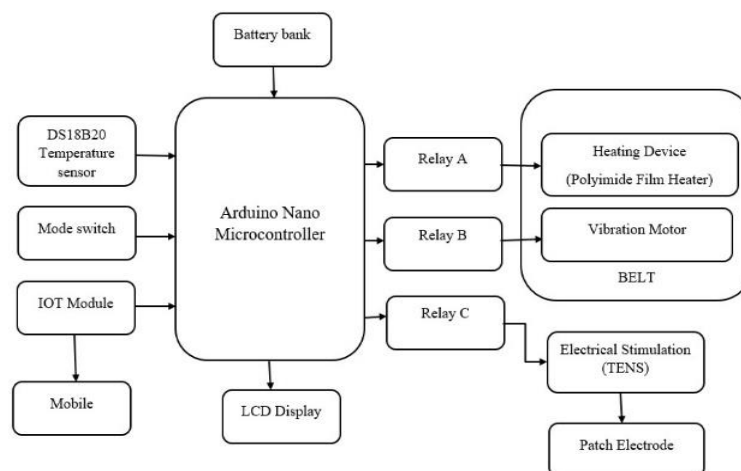 Battery bank
DS18B20
Temperature
sensor
Mode switch
IOT Module
Mobile
Arduino Nano
Microcontroller
LCD Display
Relay A
Relay B
Relay C
Heating Device
(Polyimide Film Heater)
Vibration Motor
BELT
Electrical Stimulation
(TENS)
Patch Electrode